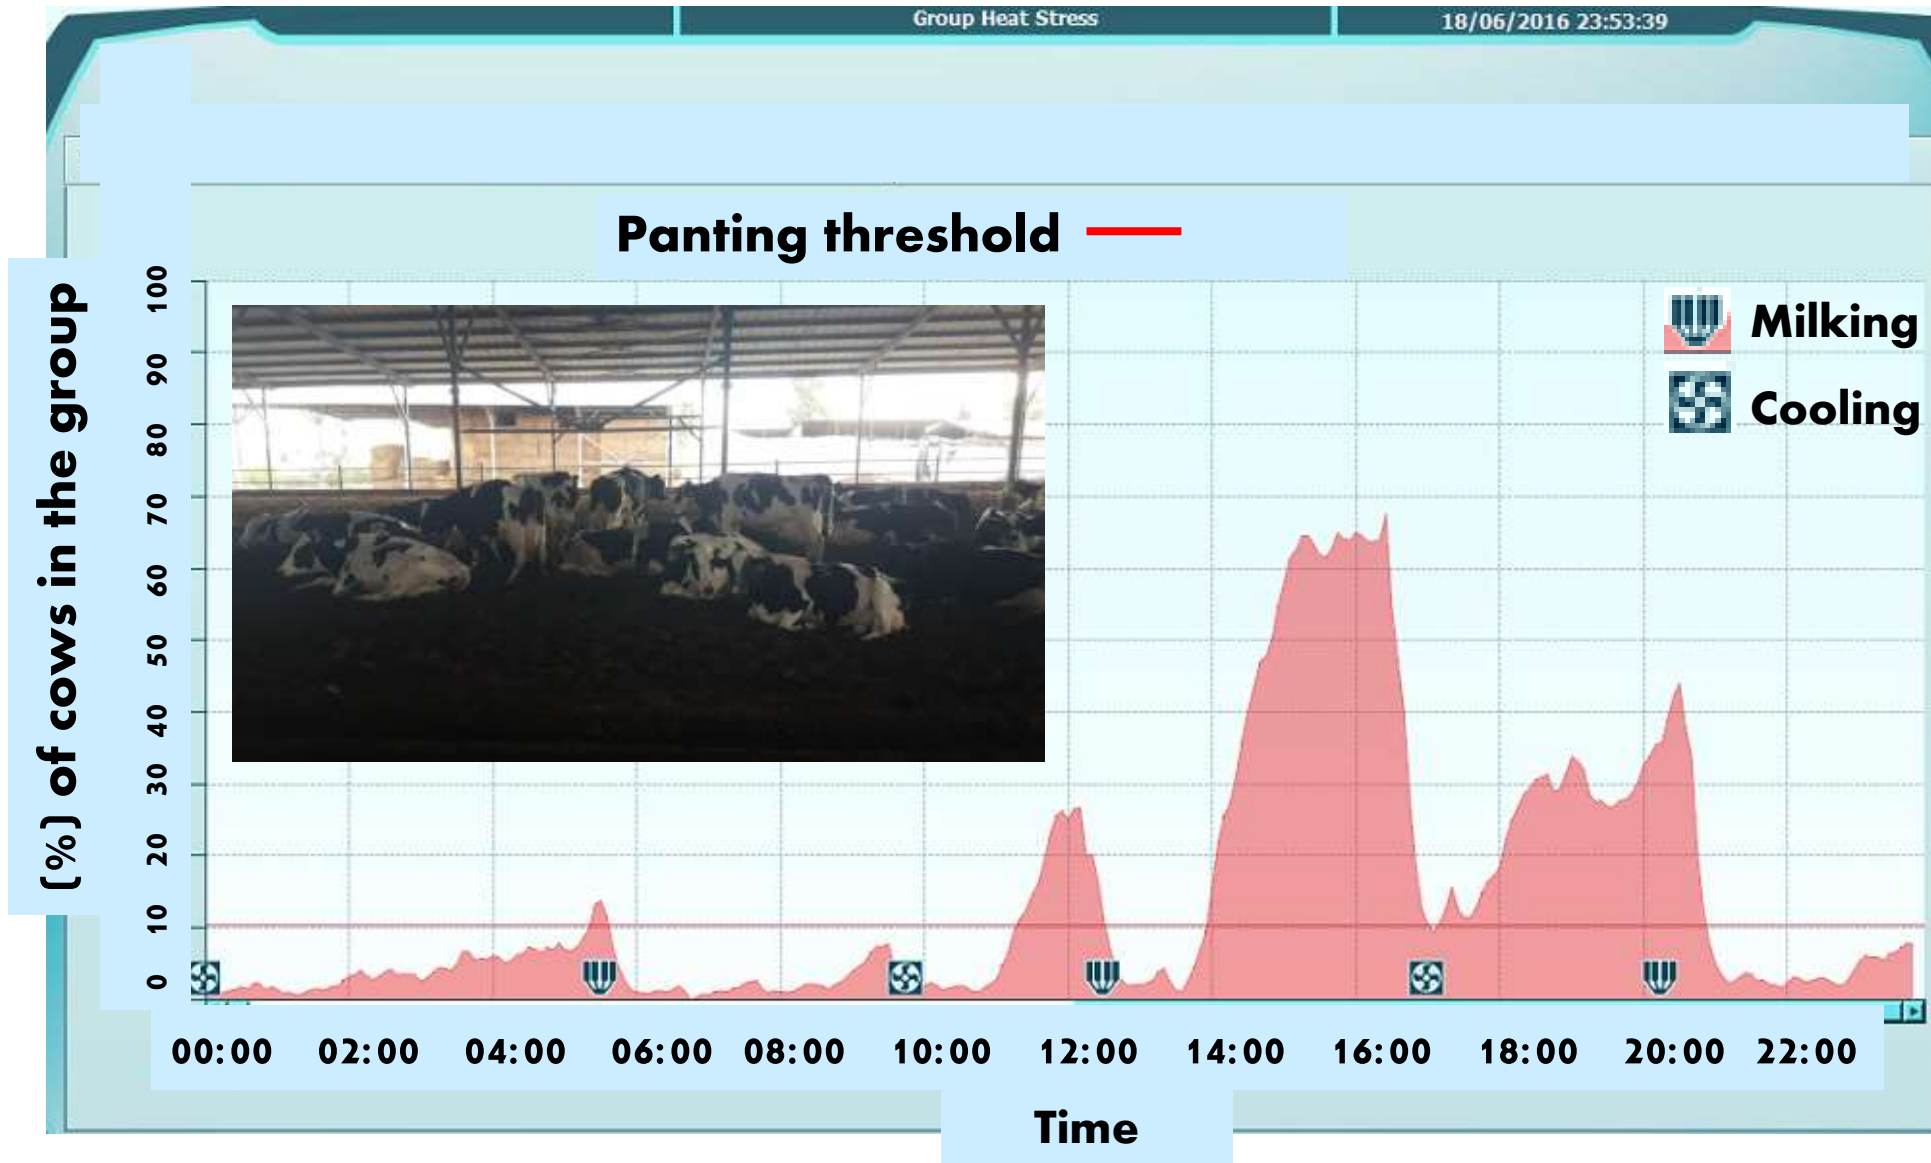 Group Heat Stress
18/06/2016 23:53:39
Panting threshold
(%) of cows in the group
100
90
80
70
60
50
40
30
20
10
0
Milking
Cooling
00:00 02:00 04:00 06:00 08:00 10:00 12:00 14:00 16:00 18:00 20:00 22:00
Time